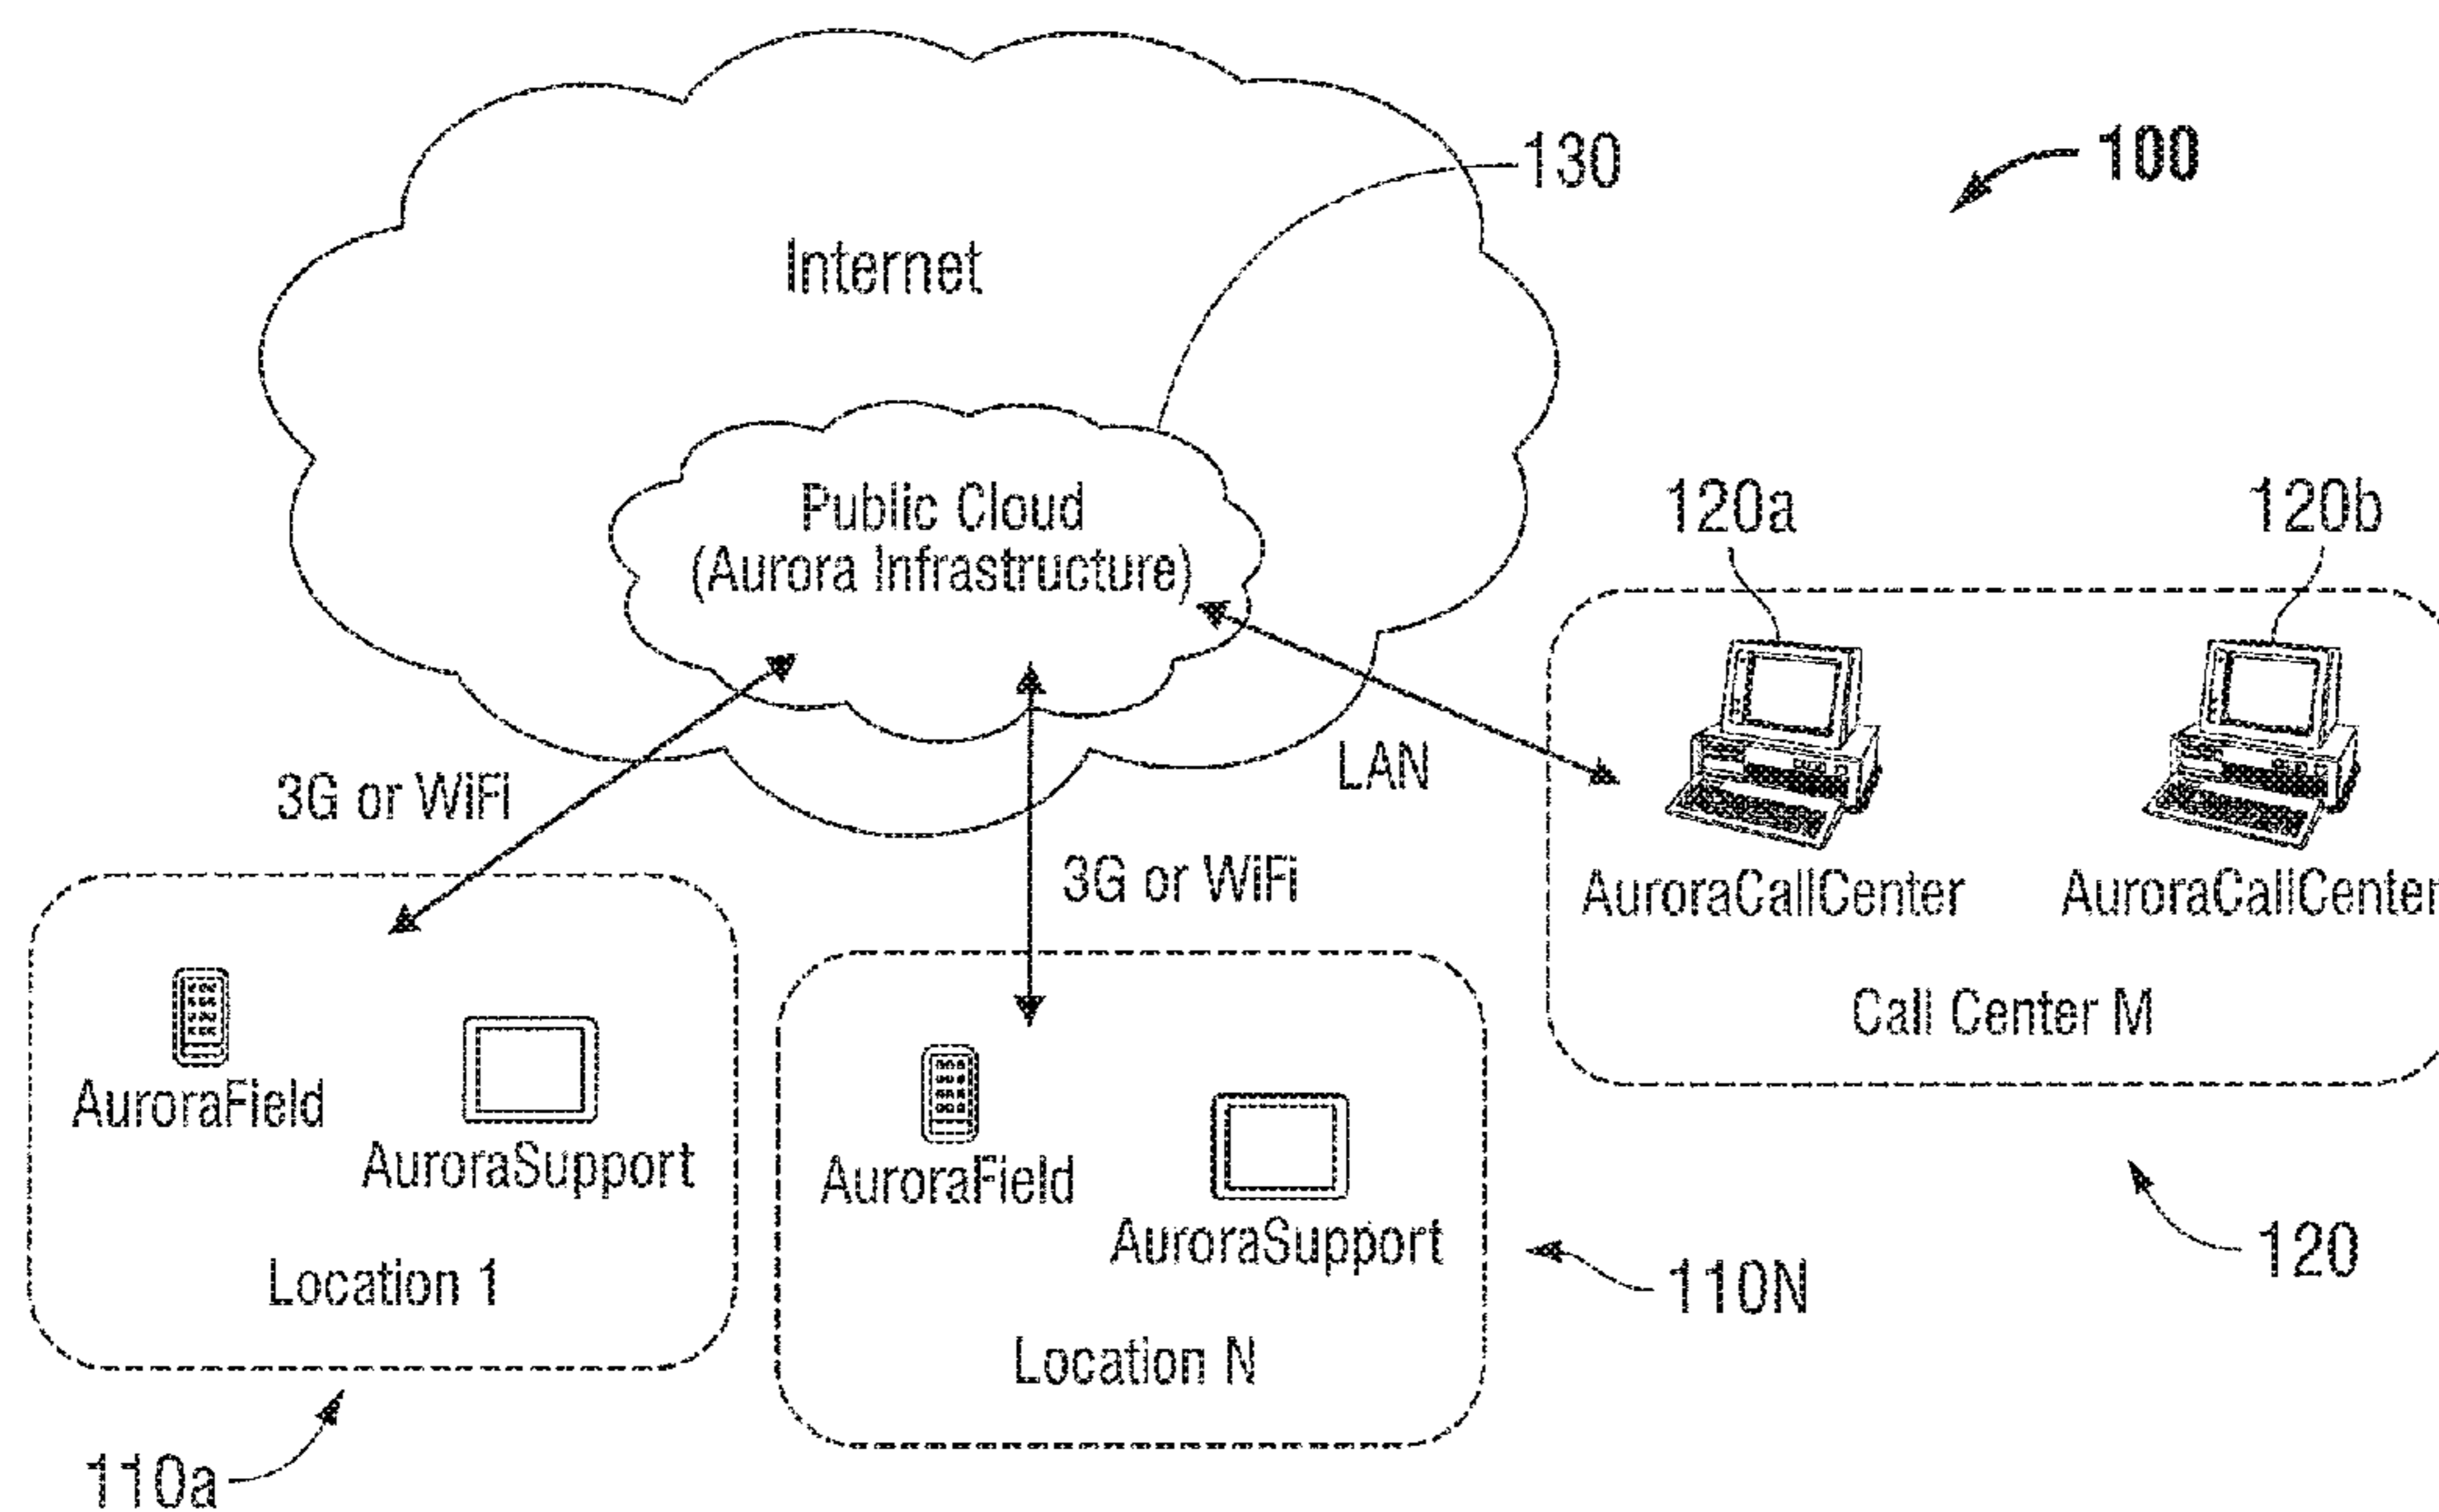 130
100
Internet
Public Cloud
(Aurora Infrastructure)
120a
120b
LAN
3G or WiFi
3G or WiFi
AuroraCallCenter
AuroraCallCenter
Call Center M
AuroraField
AuroraSupport
Location 1
AuroraField
AuroraSupport
Location N
120
110N
110a